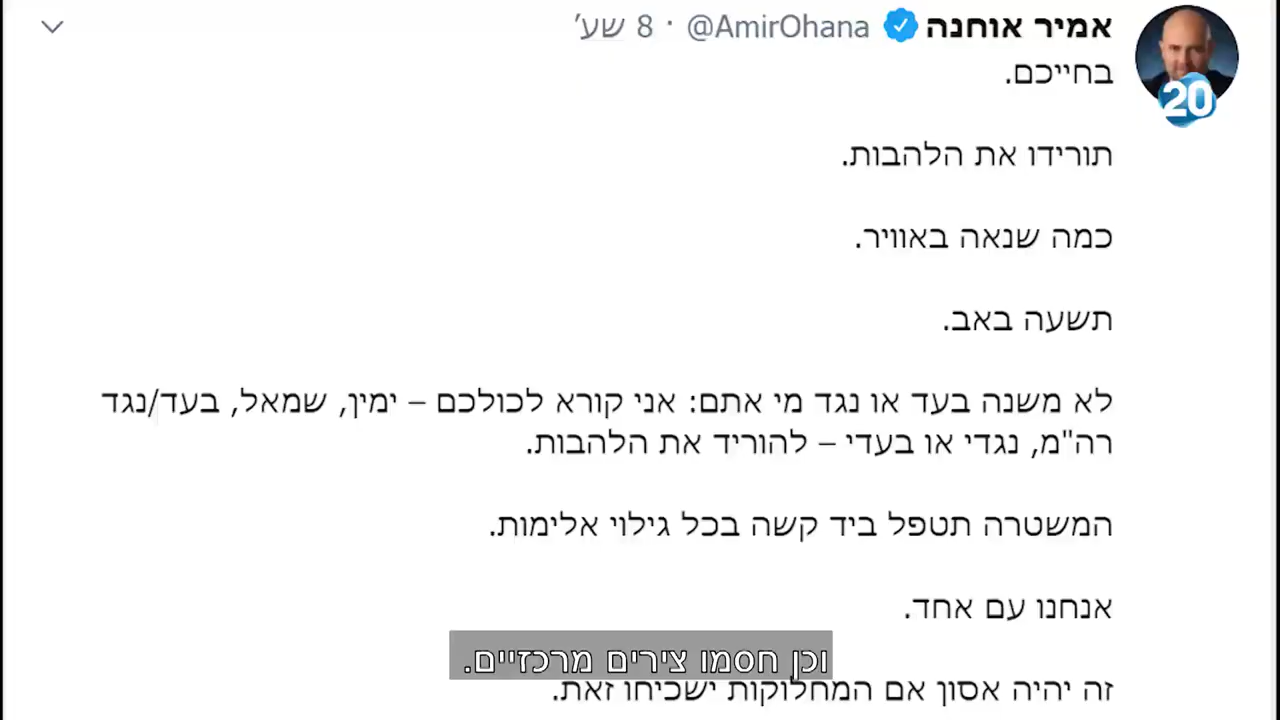 אמיר אוחנה @AmirOhana · 8 שע'
בחייכם.
תורידו את הלהבות.
כמה שנאה באוויר.
תשעה באב.
לא משנה בעד או נגד מי אתם: אני קורא לכולכם – ימין, שמאל, בעד/נגד
רה"מ, נגדי או בעדי – להוריד את הלהבות.
המשטרה תטפל ביד קשה בכל גילוי אלימות.
אנחנו עם אחד.
וכן חסמו צירים מרכזיים.
זה יהיה אסון אם המחלוקות ישכיחו זאת.
20